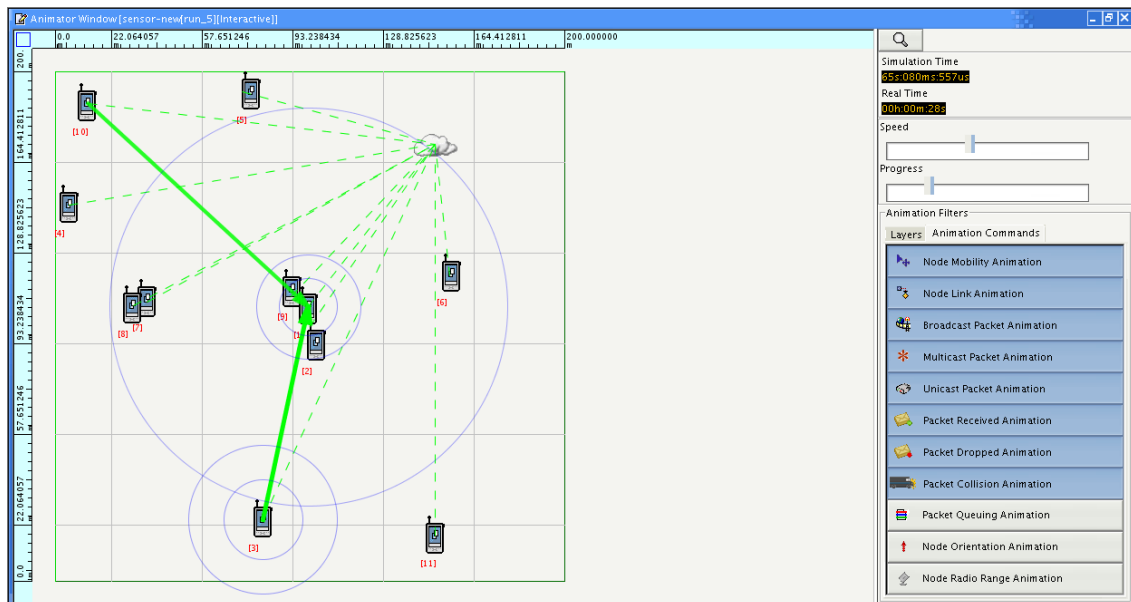 Animator Window[sensor-new[run_5][Interactive]]
0.0 22.064057 57.651246 93.238434 128.825623 164.412811 200.000000
m m m m m m m
Simulation Time
65s:080ms:557us
Real Time
00h:00m:28s
Speed
Progress
Animation Filters
Layers Animation Commands
Node Mobility Animation
Node Link Animation
Broadcast Packet Animation
Multicast Packet Animation
Unicast Packet Animation
Packet Received Animation
Packet Dropped Animation
Packet Collision Animation
Packet Queuing Animation
Node Orientation Animation
Node Radio Range Animation
200.
164.412811
128.825623
93.238434
57.651246
22.064057
0.0
[10]
[5]
[4]
[6]
[9]
[8]
[7]
[2]
[3]
[11]